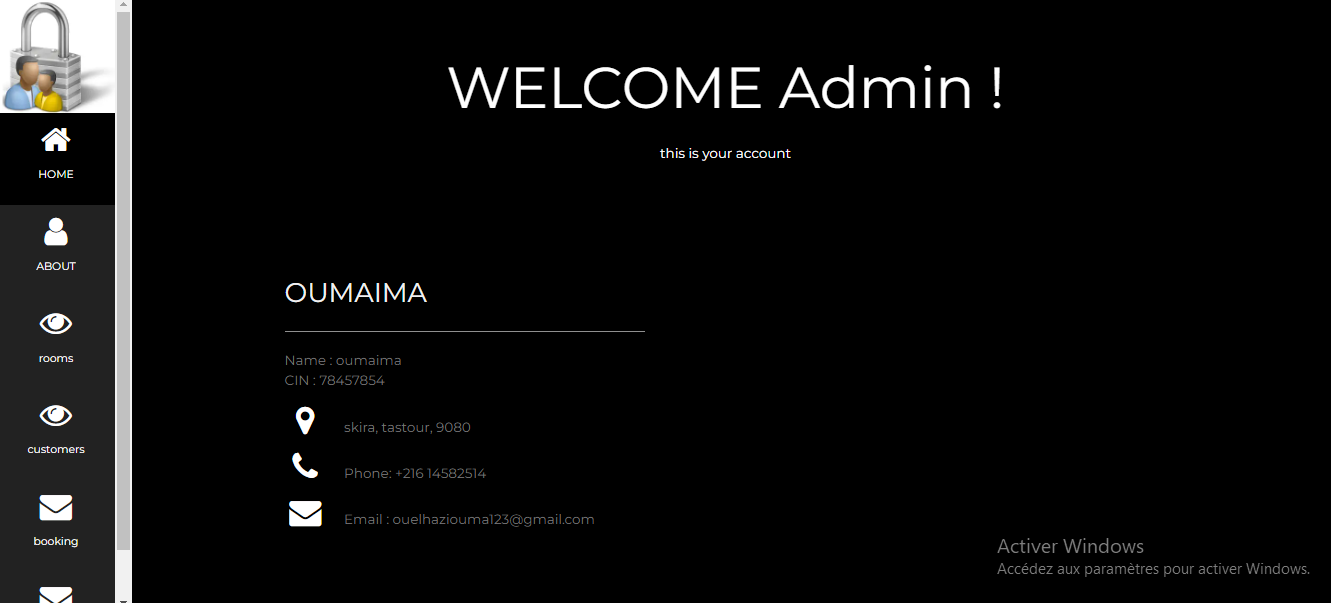 HOME
ABOUT
rooms
customers
booking
WELCOME Admin !
this is your account
OUMAIMA
Name : oumaima
CIN : 78457854
skira, tastour, 9080
Phone: +216 14582514
Email : ouelhaziouma123@gmail.com
Activer Windows
Accédez aux paramètres pour activer Windows.